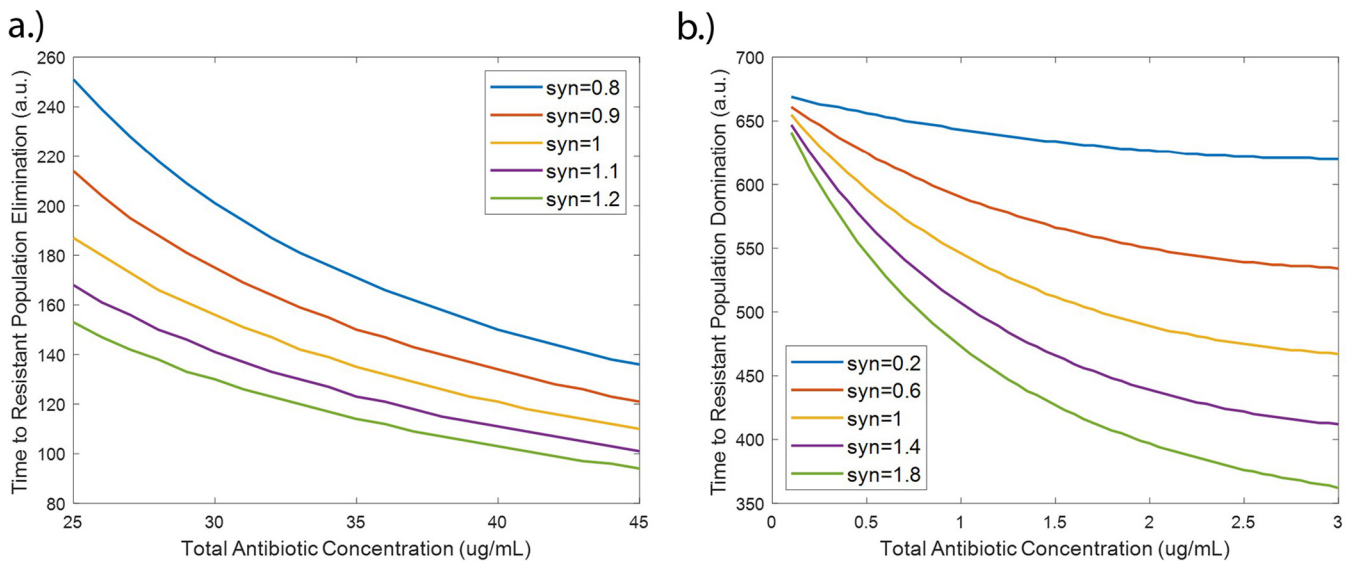 a.)
Time to Resistant Population Elimination (a.u.)
260
240
220
200
180
160
140
120
100
80
25
30
35
40
45
Total Antibiotic Concentration (ug/mL)
syn=0.8
syn=0.9
syn=1
syn=1.1
syn=1.2
b.)
Time to Resistant Population Domination (a.u.)
700
650
600
550
500
450
400
350
0
0.5
1
1.5
2
2.5
3
Total Antibiotic Concentration (ug/mL)
syn=0.2
syn=0.6
syn=1
syn=1.4
syn=1.8